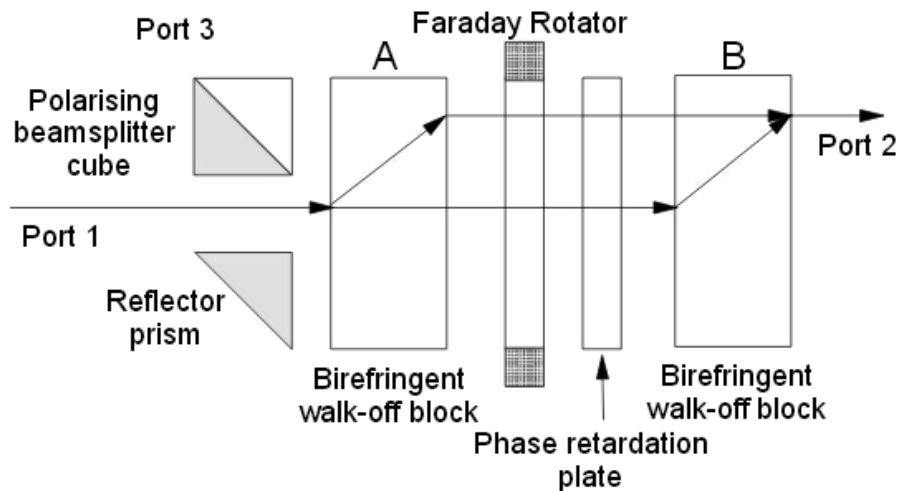 Port 3
Faraday Rotator
A
B
Polarising
beamsplitter
cube
Port 2
Port 1
Reflector
prism
Birefringent
walk-off block
Birefringent
walk-off block
Phase retardation
plate